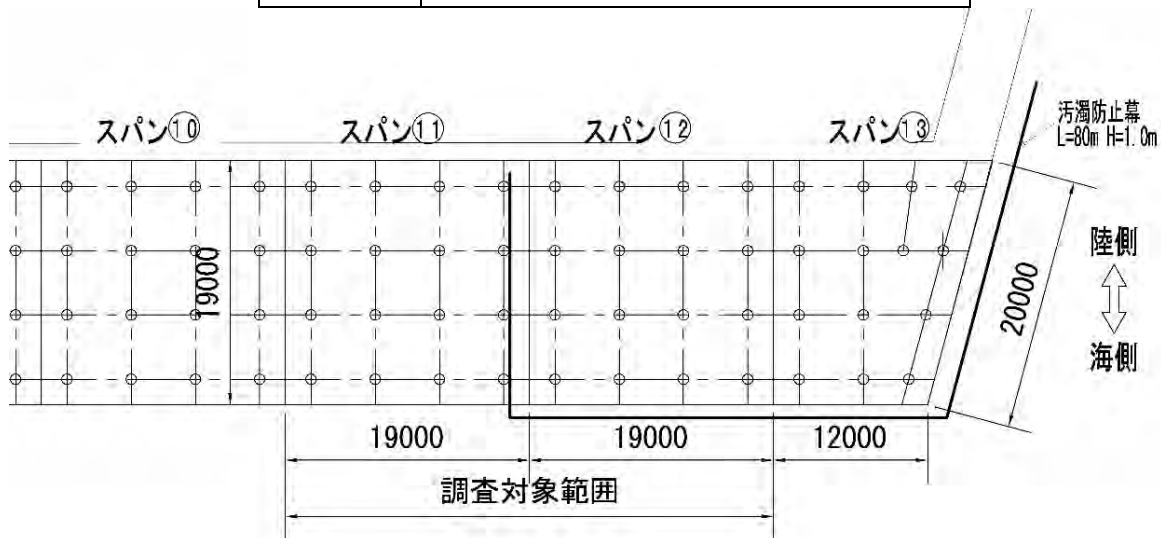 スパン⑩
スパン⑪
スパン⑫
スパン⑬
汚濁防止幕
L=80m H=1.0m
19000
陸側
20000
海側
19000
19000
12000
調査対象範囲